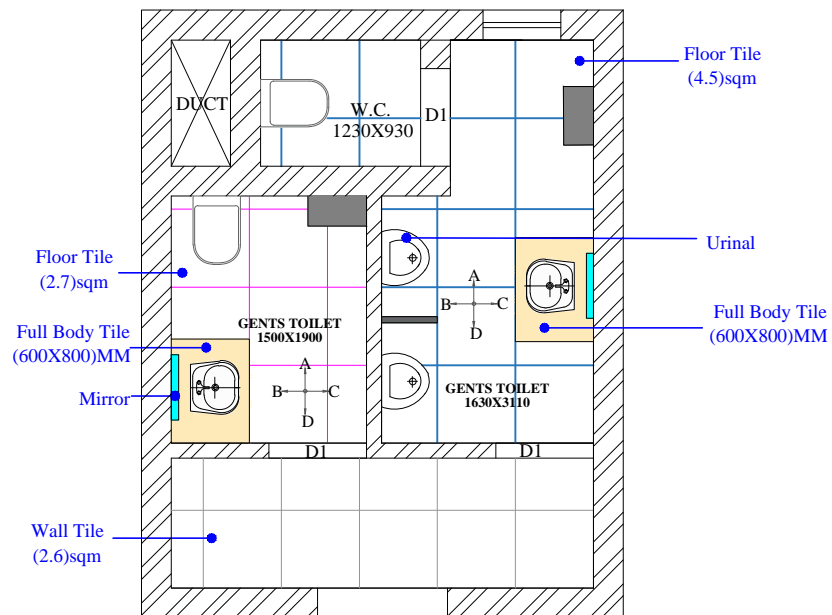 Floor Tile
(4.5)sqm
DUCT
W.C.
1230X930
D1
Urinal
Floor Tile
(2.7)sqm
A
B
C
D
Full Body Tile
(600X800)MM
Full Body Tile
(600X800)MM
GENTS TOILET
1500X1900
A
B
C
D
Mirror
GENTS TOILET
1630X3110
D1
D1
Wall Tile
(2.6)sqm